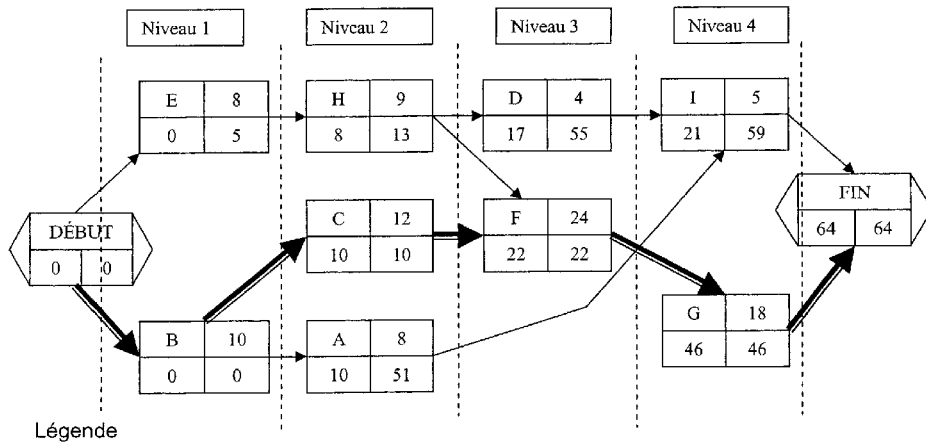 Niveau 1 Niveau 2 Niveau 3 Niveau 4
E 8 H 9 D 4 I 5
0 5 8 13 17 55 21 59
FIN
64 64
C 12 F 24
DÉBUT
10 10 22 22
0 0
G 18
46 46
B 10 A 8
0 0 10 51
Légende